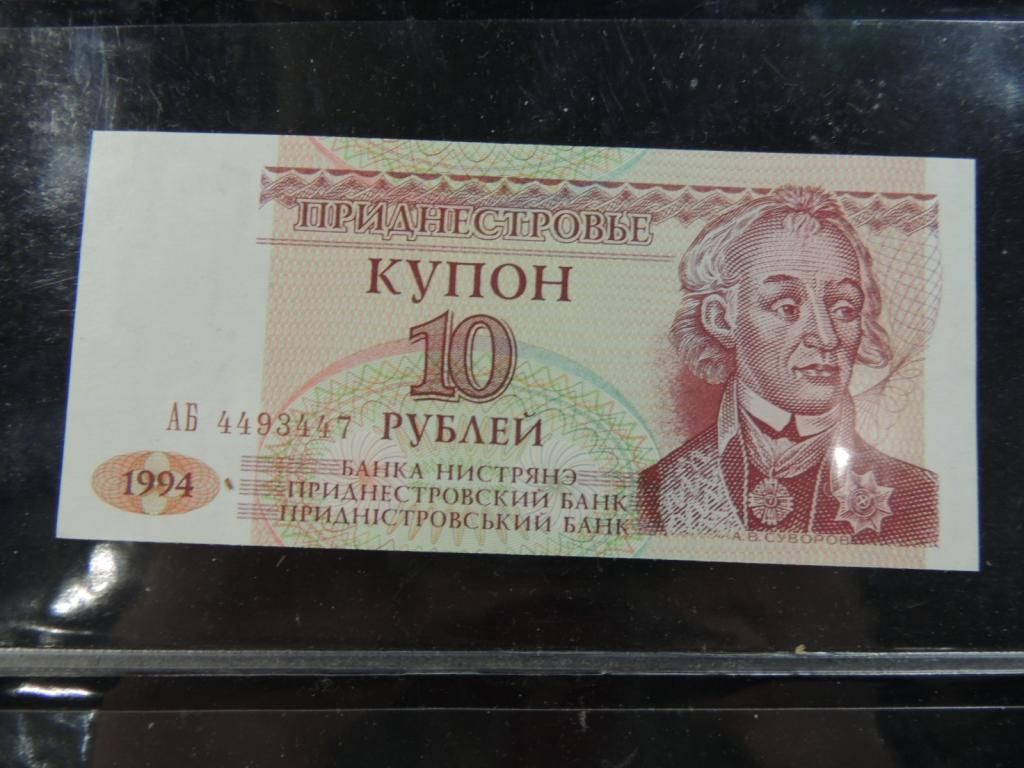 ПРИДНЕСТРОВЬЕ
КУПОН
10
РУБЛЕЙ
АБ 4493447
1994
БАНКА НИСТРЯНЭ
ПРИДНЕСТРОВСКИЙ БАНК
ПРИДНІСТРОВСЬКИЙ БАНК
А.В.СУВОРОВ